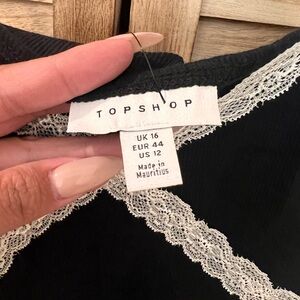 TOPSHOP
UK 16
EUR 44
US 12
Made in
Mauritius